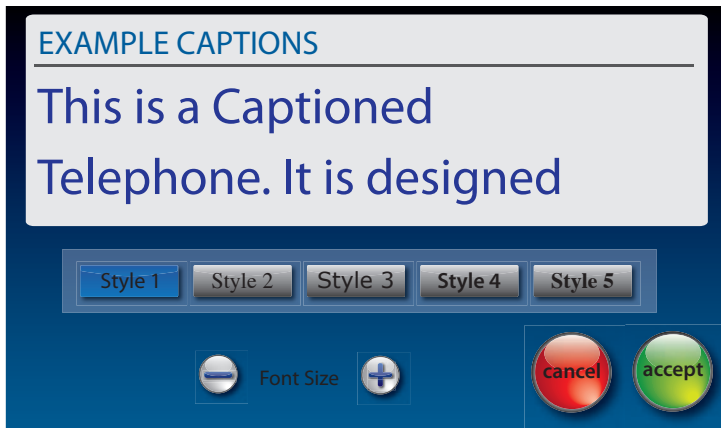 EXAMPLE CAPTIONS
This is a Captioned
Telephone. It is designed
Style 1 Style 2 Style 3 Style 4 Style 5
Font Size
cancel accept